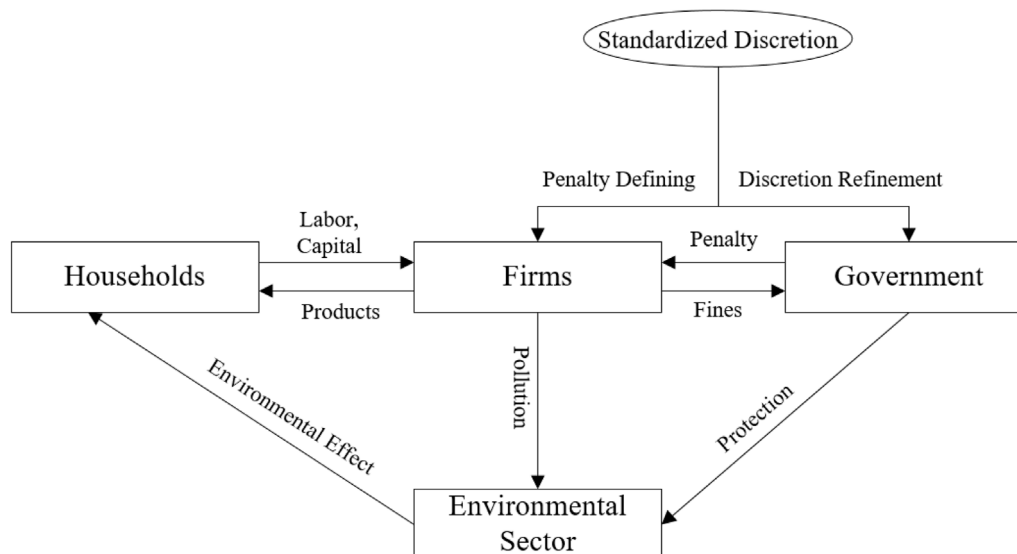 Standardized Discretion
Penalty Defining
Discretion Refinement
Labor,
Capital
Penalty
Households
Firms
Government
Products
Fines
Pollution
Environmental Effect
Protection
Environmental
Sector